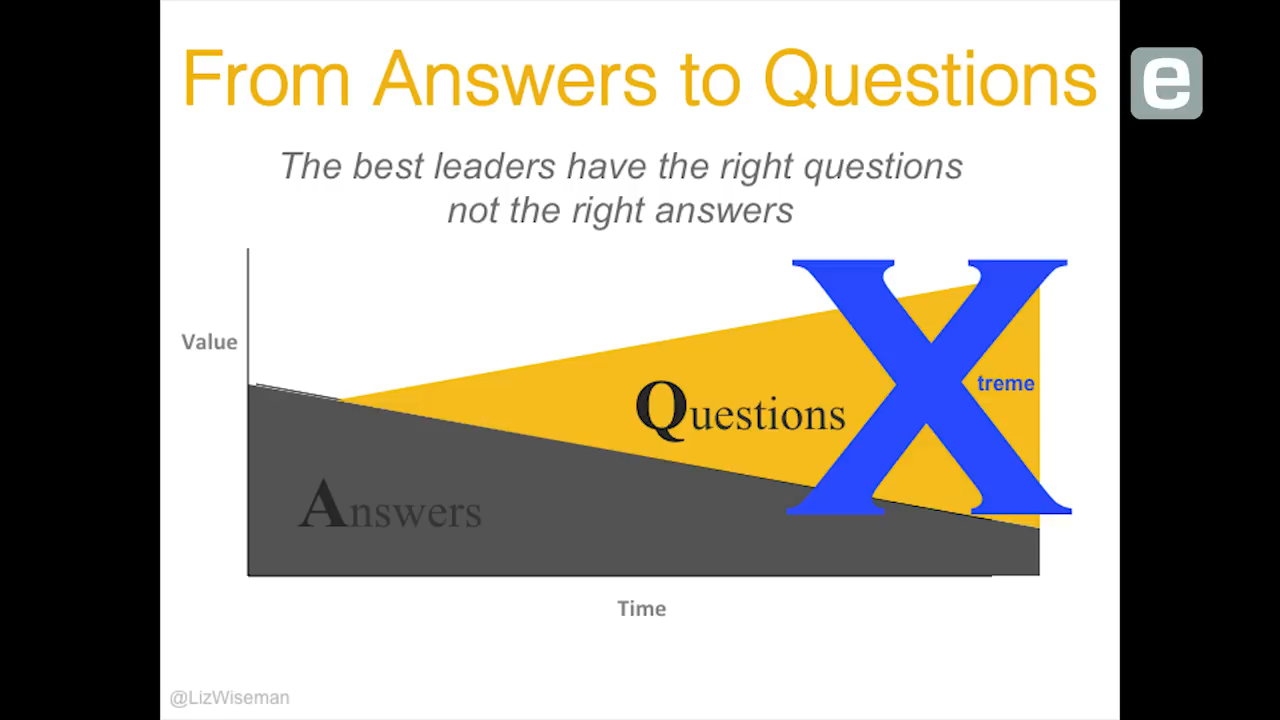 From Answers to Questions
e
The best leaders have the right questions
not the right answers
Value
Xtreme
Questions
Answers
Time
@LizWiseman